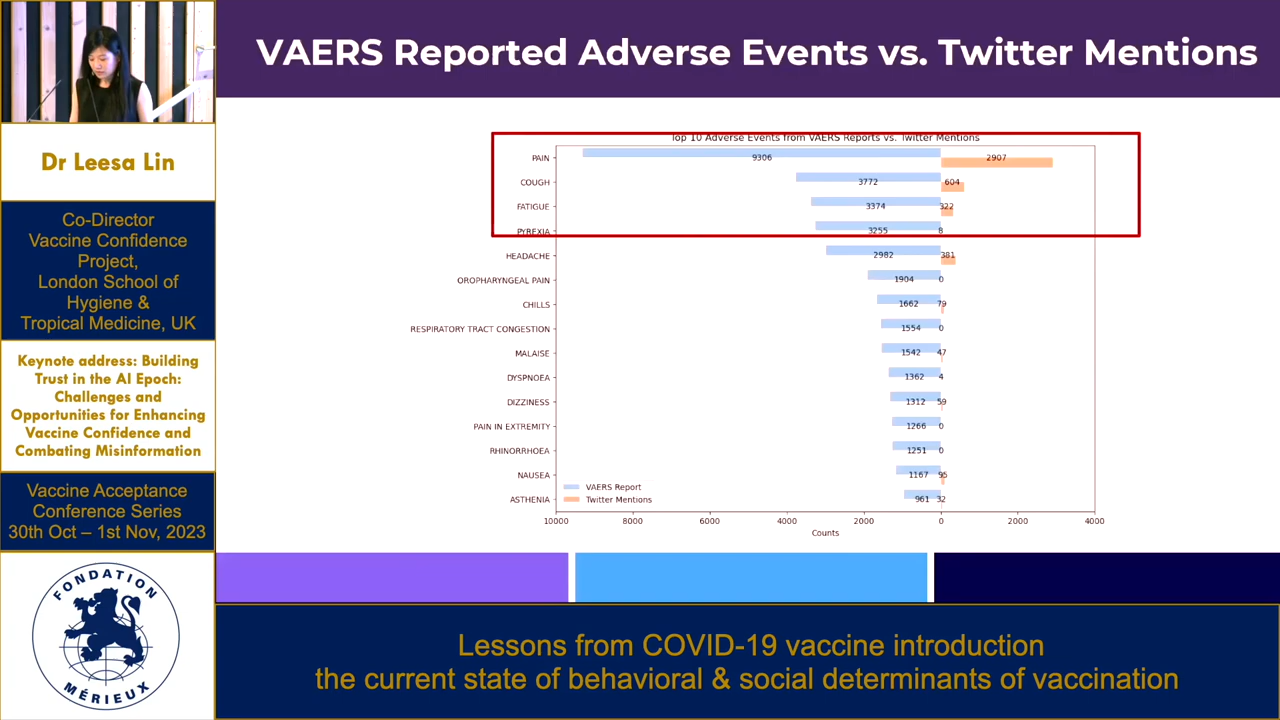 VAERS Reported Adverse Events vs. Twitter Mentions
Dr Leesa Lin
Co-Director
Vaccine Confidence
Project,
London School of
Hygiene &
Tropical Medicine, UK
Keynote address: Building
Trust in the AI Epoch:
Challenges and
Opportunities for Enhancing
Vaccine Confidence and
Combating Misinformation
Vaccine Acceptance
Conference Series
30th Oct – 1st Nov, 2023
FONDATION
MÉRIEUX
Top 10 Adverse Events from VAERS Reports vs. Twitter Mentions
PAIN 9306 2907
COUGH 3772 604
FATIGUE 3374 322
PYREXIA 3255 8
HEADACHE 2982 381
OROPHARYNGEAL PAIN 1904 0
CHILLS 1662 79
RESPIRATORY TRACT CONGESTION 1554 0
MALAISE 1542 47
DYSPNOEA 1362 4
DIZZINESS 1312 59
PAIN IN EXTREMITY 1266 0
RHINORRHOEA 1251 0
NAUSEA 1167 95
ASTHENIA 961 32
VAERS Report
Twitter Mentions
10000 8000 6000 4000 2000 0 2000 4000
Counts
Lessons from COVID-19 vaccine introduction
the current state of behavioral & social determinants of vaccination